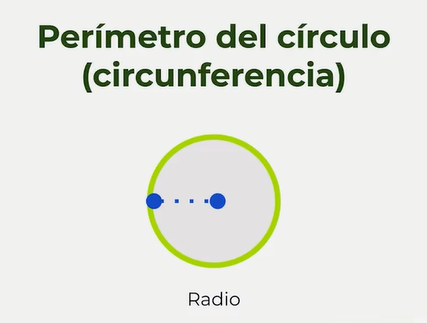 Perímetro del círculo
(circunferencia)
Radio